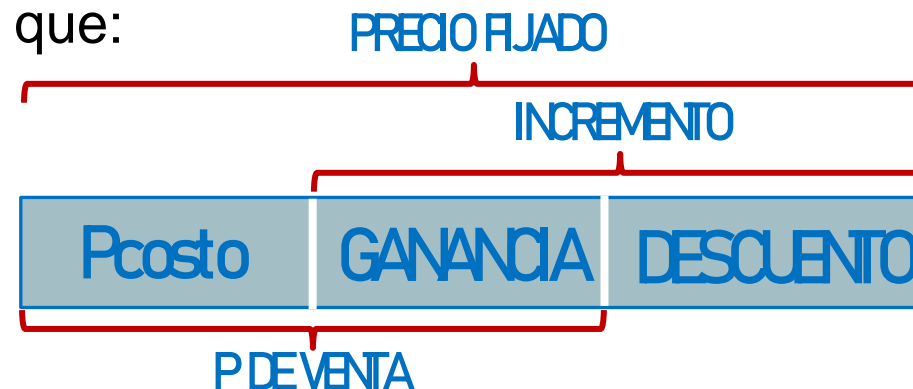 que:
PRECIO FIJADO
INCREMENTO
Pcosto GANANCIA DESCUENTO
P DE VENTA